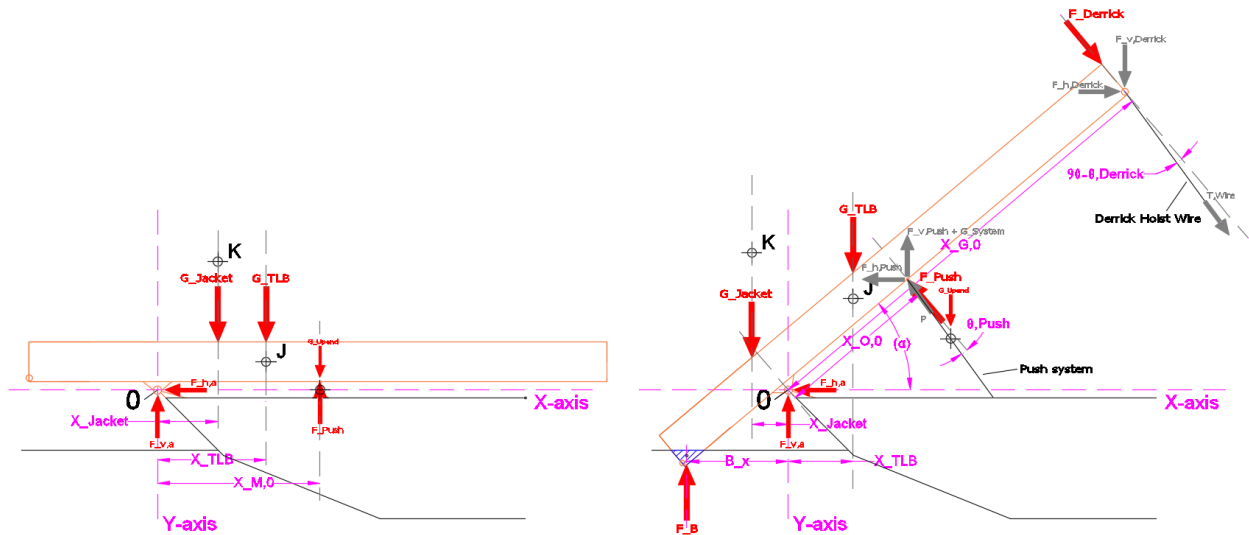 K
G_Jacket
G_TLB
J
G_Upend
F_h,a
O
X-axis
X_Jacket
F_v,a
F_Push
X_TLB
X_M,0
Y-axis
F_Derrick
F_v,Derrick
F_h,Derrick
90-θ,Derrick
T,Wire
Derrick Hoist Wire
G_TLB
F_v,Push + G_System
K
X_G,0
F_h,Push
F_Push
G_Jacket
J
G_Upend
P
θ,Push
X_O,0
(α)
Push system
F_h,a
O
X-axis
X_Jacket
F_v,a
B_x
X_TLB
F_B
Y-axis